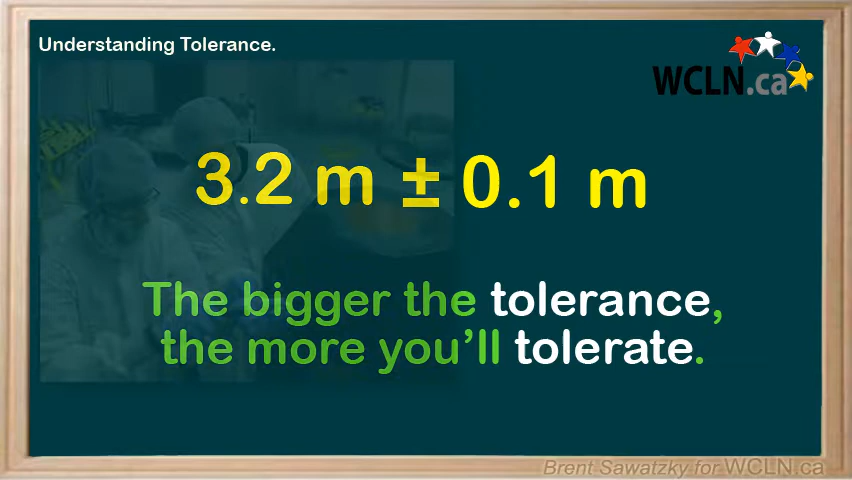 Understanding Tolerance.
WCLN.ca
3.2 m ± 0.1 m
The bigger the tolerance,
the more you'll tolerate.
Brent Sawatzky for WCLN.ca